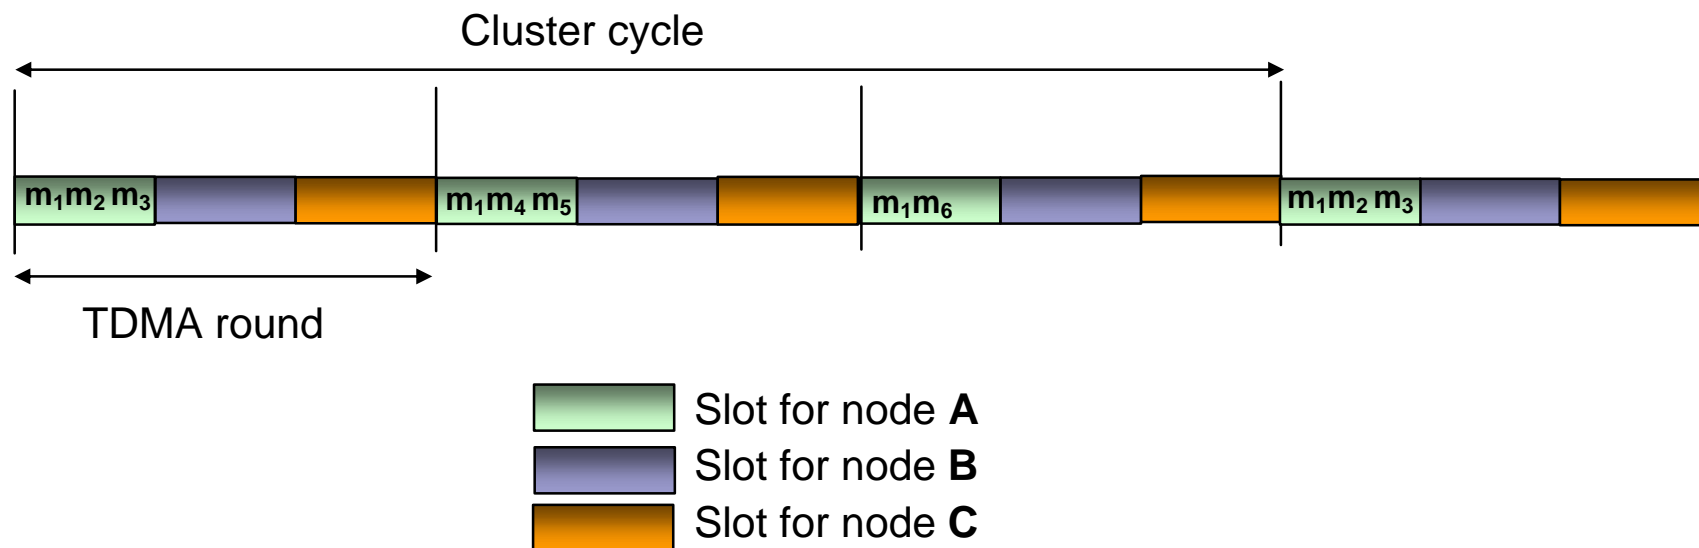 Cluster cycle
m₁m₂ m₃ m₁m₄ m₅ m₁m₆ m₁m₂ m₃
TDMA round
Slot for node A
Slot for node B
Slot for node C